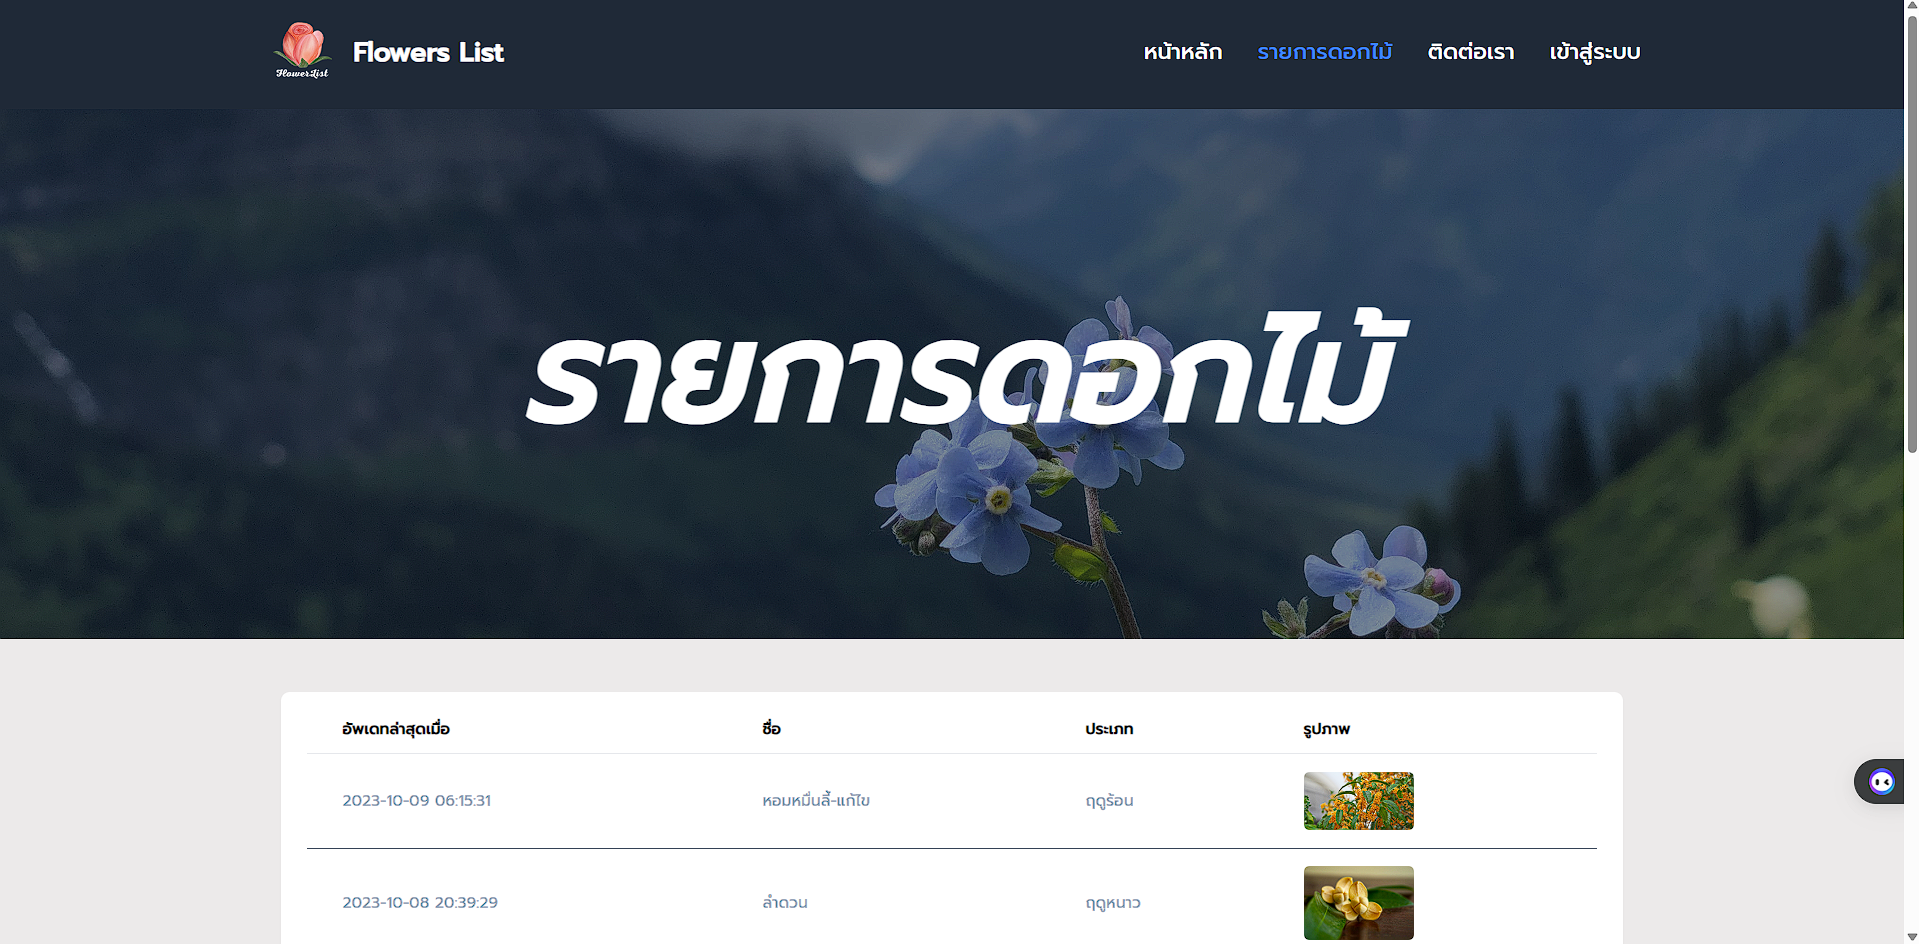 FlowerList
Flowers List
หน้าหลัก
รายการดอกไม้
ติดต่อเรา
เข้าสู่ระบบ
รายการดอกไม้
อัพเดทล่าสุดเมื่อ ชื่อ ประเภท รูปภาพ
2023-10-09 06:15:31 หอมหมื่นลี้-แก้ไข ฤดูร้อน
2023-10-08 20:39:29 ลำดวน ฤดูหนาว